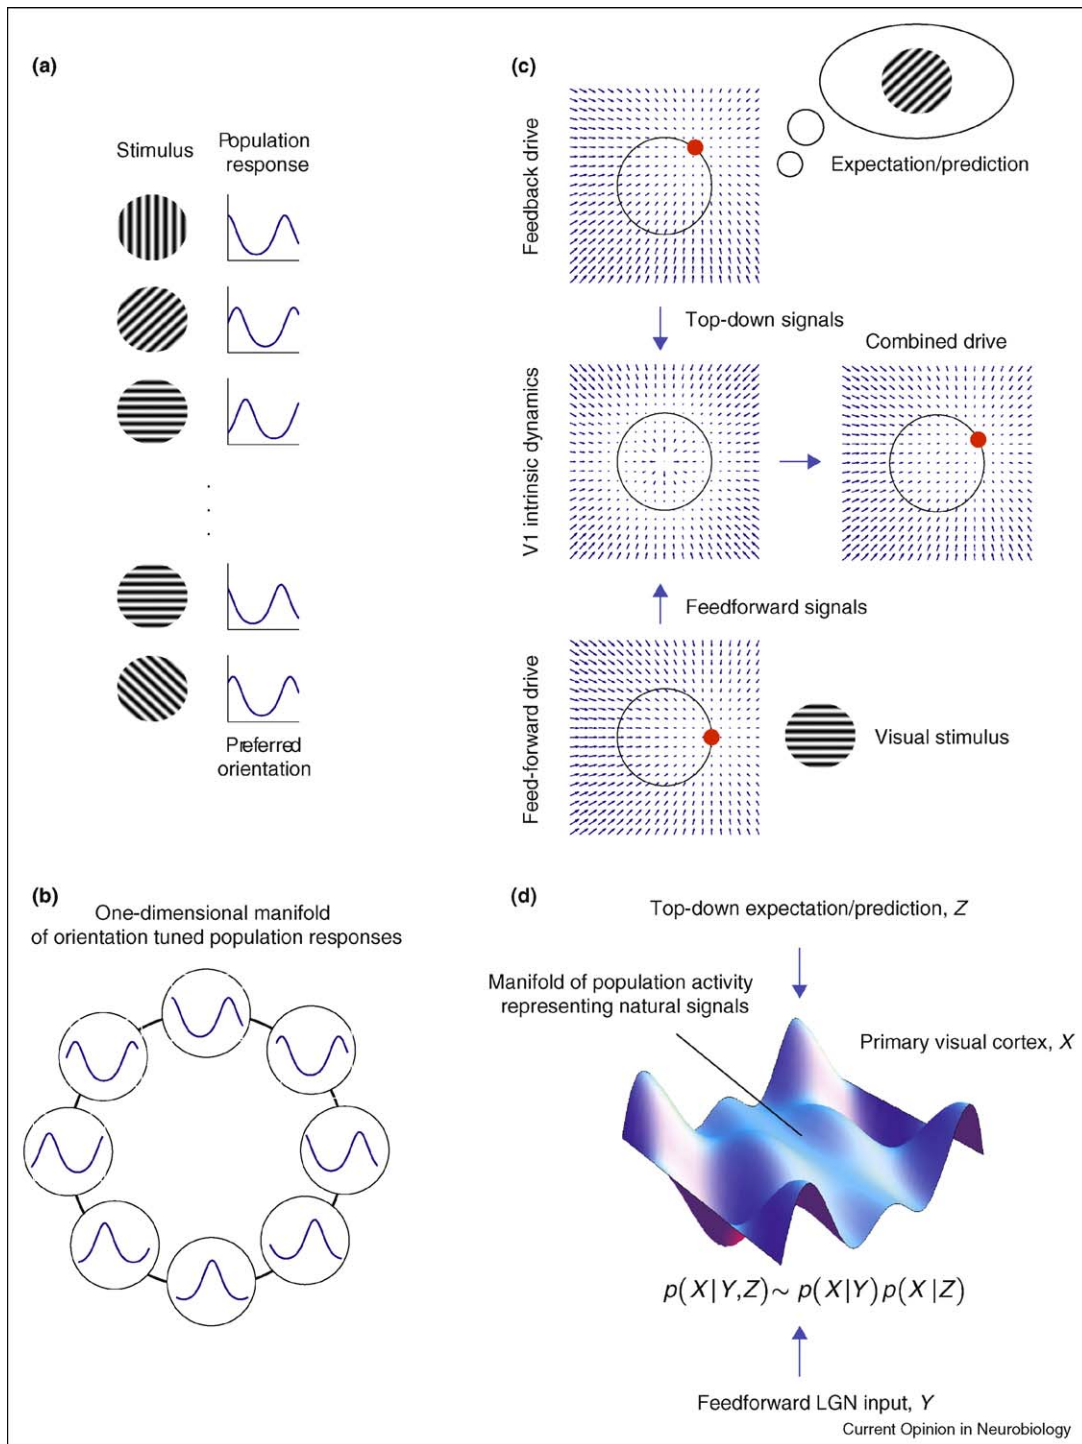 (a)
Stimulus
Population
response
Preferred
orientation
(b)
One-dimensional manifold
of orientation tuned population responses
(c)
Feedback drive
Expectation/prediction
Top-down signals
V1 intrinsic dynamics
Combined drive
Feedforward signals
Feed-forward drive
Visual stimulus
(d)
Top-down expectation/prediction, Z
Manifold of population activity
representing natural signals
Primary visual cortex, X
p(X|Y,Z)~ p(X|Y)p(X|Z)
Feedforward LGN input, Y
Current Opinion in Neurobiology